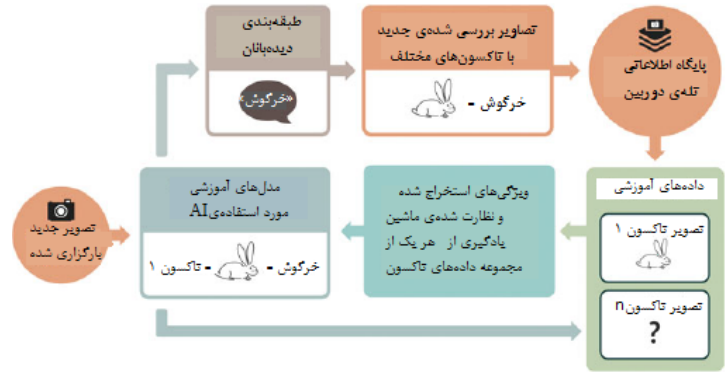 طبقه‌بندی
دیده‌بانان
«خرگوش»
تصاویر بررسی شده‌ی جدید
با تاکسون‌های مختلف
خرگوش -
پایگاه اطلاعاتی
تله‌ی دوربین
داده‌های آموزشی
تصویر تاکسون ۱
تصویر تاکسون n
?
ویژگی‌های استخراج شده
و نظارت شده‌ی ماشین
یادگیری از هر یک از
مجموعه داده‌های تاکسون
مدل‌های آموزشی
مورد استفاده‌ی AI
خرگوش - - تاکسون ۱
تصویر جدید
بارگزاری شده